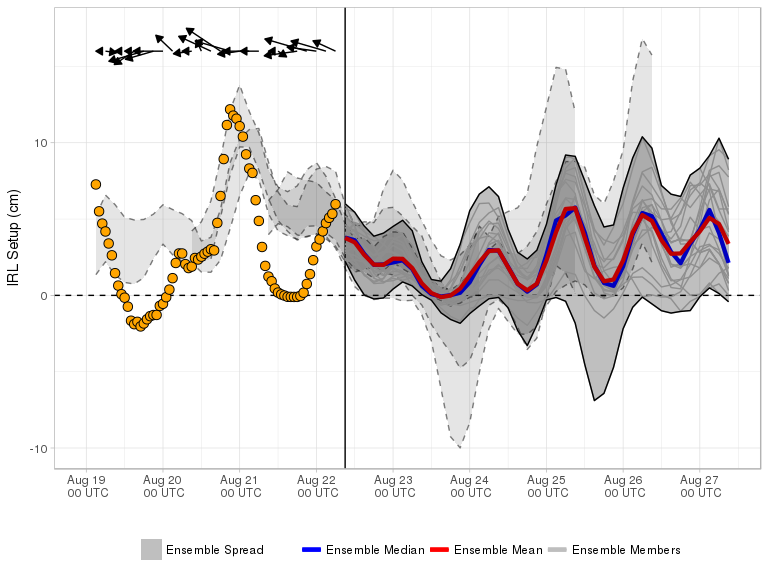 IRL Setup (cm)
10
0
-10
Aug 19 Aug 20 Aug 21 Aug 22 Aug 23 Aug 24 Aug 25 Aug 26 Aug 27
00 UTC 00 UTC 00 UTC 00 UTC 00 UTC 00 UTC 00 UTC 00 UTC 00 UTC
Ensemble Spread Ensemble Median Ensemble Mean Ensemble Members